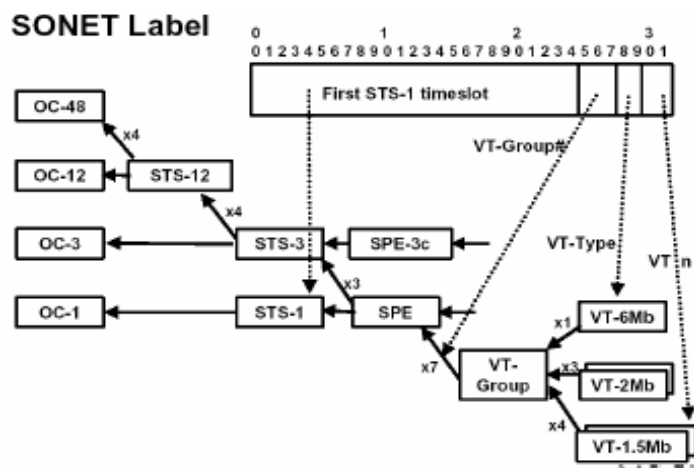 SONET Label
0 1 2 3
0 1 2 3 4 5 6 7 8 9 0 1 2 3 4 5 6 7 8 9 0 1 2 3 4 5 6 7 8 9 0 1
First STS-1 timeslot
OC-48
x4
VT-Group#
OC-12
STS-12
x4
VT-Type
VT n
OC-3
STS-3
SPE-3c
x3
OC-1
STS-1
SPE
x1
VT-6Mb
x7
VT-
Group
x3
VT-2Mb
x4
VT-1.5Mb